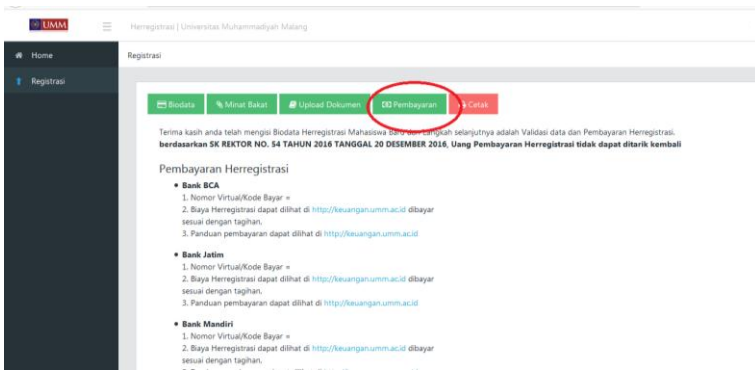 UMM
Herregistrasi | Universitas Muhammadiyah Malang
Home
Registrasi
Registrasi
Biodata
Minat Bakat
Upload Dokumen
Pembayaran
Cetak
Terima kasih anda telah mengisi Biodata Herregistrasi Mahasiswa Baru dan Langkah selanjutnya adalah Validasi data dan Pembayaran Herregistrasi.
berdasarkan SK REKTOR NO. 54 TAHUN 2016 TANGGAL 20 DESEMBER 2016, Uang Pembayaran Herregistrasi tidak dapat ditarik kembali
Pembayaran Herregistrasi
• Bank BCA
1. Nomor Virtual/Kode Bayar =
2. Biaya Herregistrasi dapat dilihat di http://keuangan.umm.ac.id dibayar
sesuai dengan tagihan.
3. Panduan pembayaran dapat dilihat di http://keuangan.umm.ac.id
• Bank Jatim
1. Nomor Virtual/Kode Bayar =
2. Biaya Herregistrasi dapat dilihat di http://keuangan.umm.ac.id dibayar
sesuai dengan tagihan.
3. Panduan pembayaran dapat dilihat di http://keuangan.umm.ac.id
• Bank Mandiri
1. Nomor Virtual/Kode Bayar =
2. Biaya Herregistrasi dapat dilihat di http://keuangan.umm.ac.id dibayar
sesuai dengan tagihan.